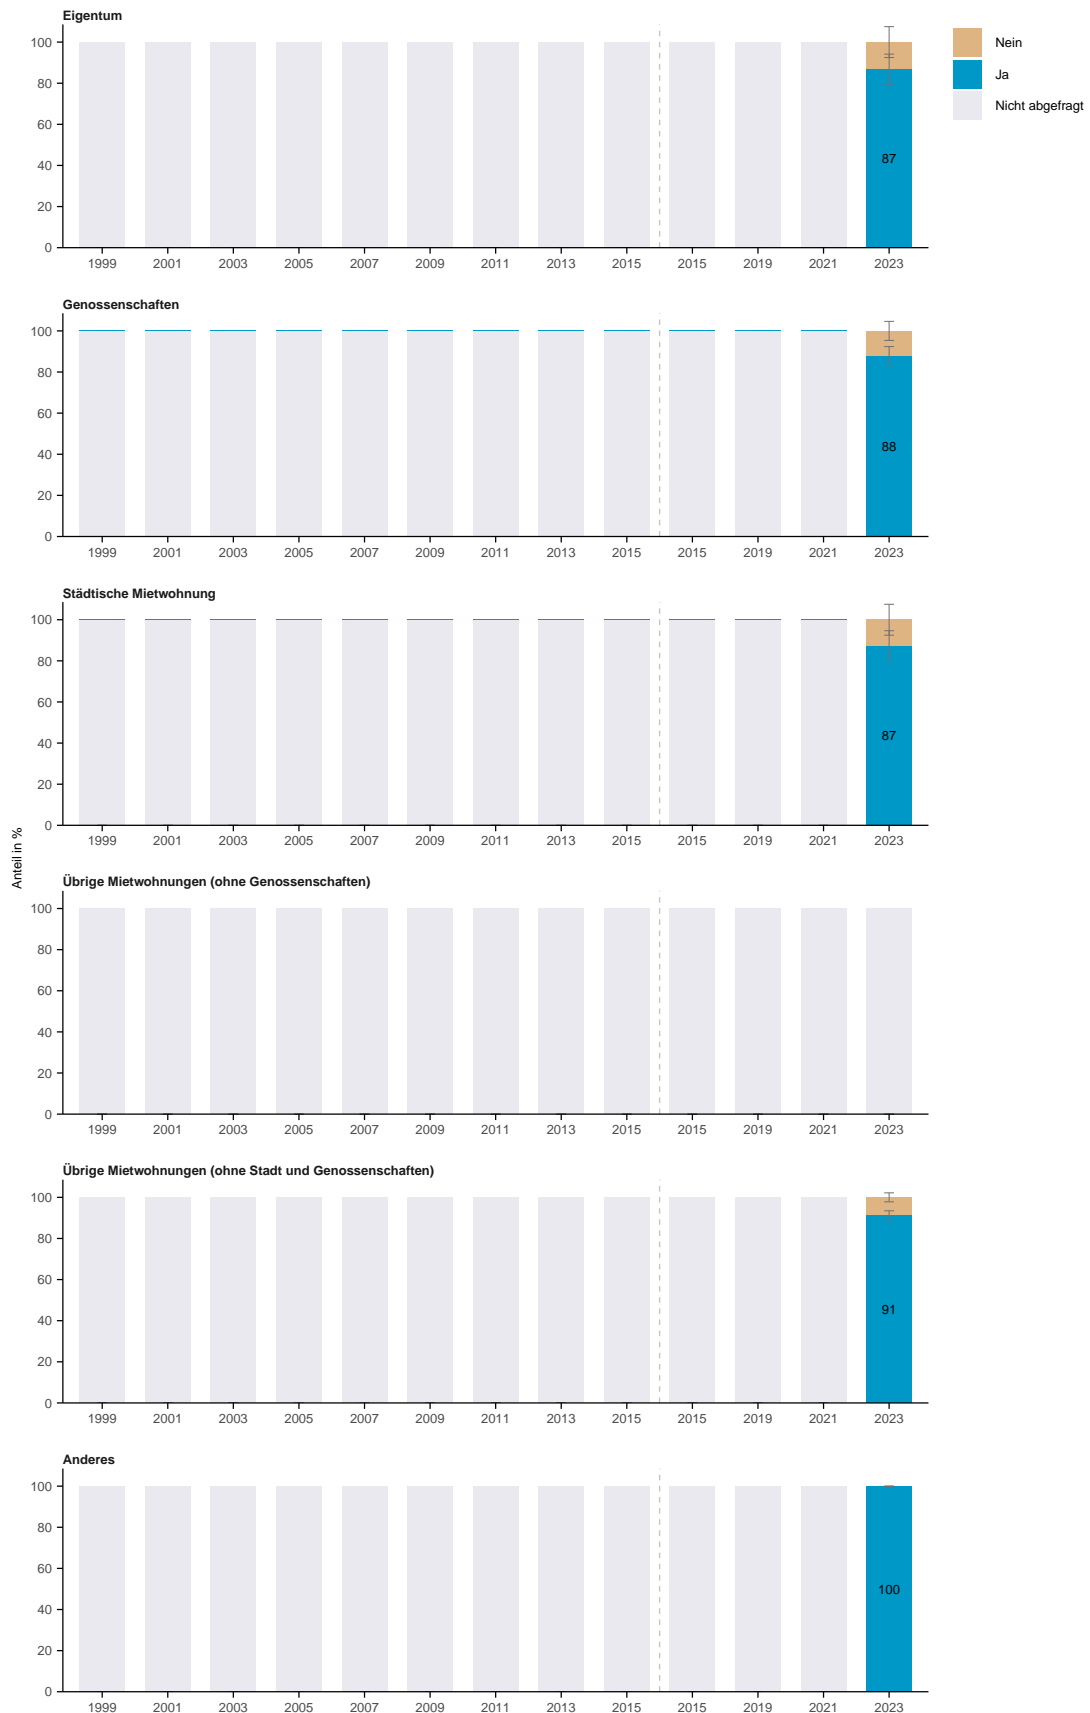 Eigentum
100
80
60
40
20
0
87
1999 2001 2003 2005 2007 2009 2011 2013 2015 2015 2019 2021 2023
Nein
Ja
Nicht abgefragt
Genossenschaften
100
80
60
40
20
0
88
1999 2001 2003 2005 2007 2009 2011 2013 2015 2015 2019 2021 2023
Städtische Mietwohnung
100
80
60
40
20
0
87
1999 2001 2003 2005 2007 2009 2011 2013 2015 2015 2019 2021 2023
Anteil in %
Übrige Mietwohnungen (ohne Genossenschaften)
100
80
60
40
20
0
1999 2001 2003 2005 2007 2009 2011 2013 2015 2015 2019 2021 2023
Übrige Mietwohnungen (ohne Stadt und Genossenschaften)
100
80
60
40
20
0
91
1999 2001 2003 2005 2007 2009 2011 2013 2015 2015 2019 2021 2023
Anderes
100
80
60
40
20
0
100
1999 2001 2003 2005 2007 2009 2011 2013 2015 2015 2019 2021 2023